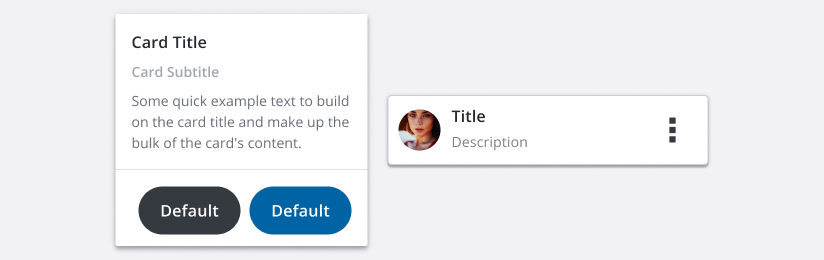 Card Title
Card Subtitle
Some quick example text to build
on the card title and make up the
bulk of the card's content.
Default Default
Title
Description